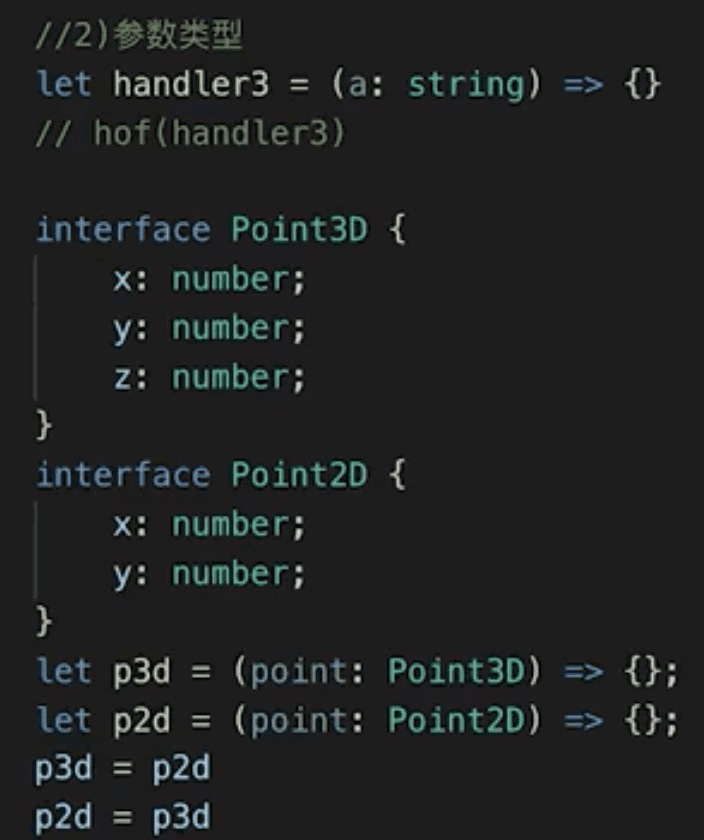 //2)参数类型
let handler3 = (a: string) => {}
// hof(handler3)
interface Point3D {
x: number;
y: number;
z: number;
}
interface Point2D {
x: number;
y: number;
}
let p3d = (point: Point3D) => {};
let p2d = (point: Point2D) => {};
p3d = p2d
p2d = p3d